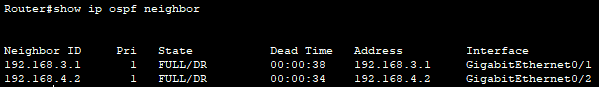 Router#show ip ospf neighbor
Neighbor ID Pri State Dead Time Address Interface
192.168.3.1 1 FULL/DR 00:00:38 192.168.3.1 GigabitEthernet0/1
192.168.4.2 1 FULL/DR 00:00:34 192.168.4.2 GigabitEthernet0/2